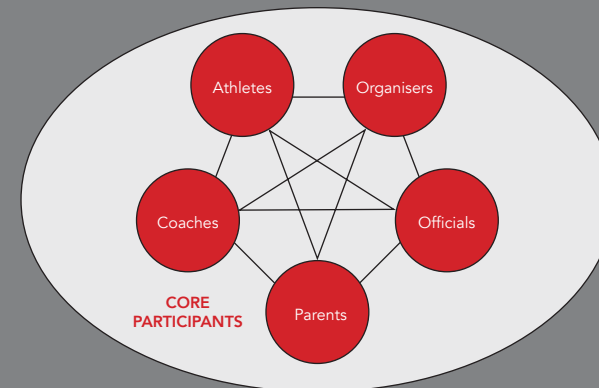 Athletes
Organisers
Coaches
Officials
Parents
CORE
PARTICIPANTS